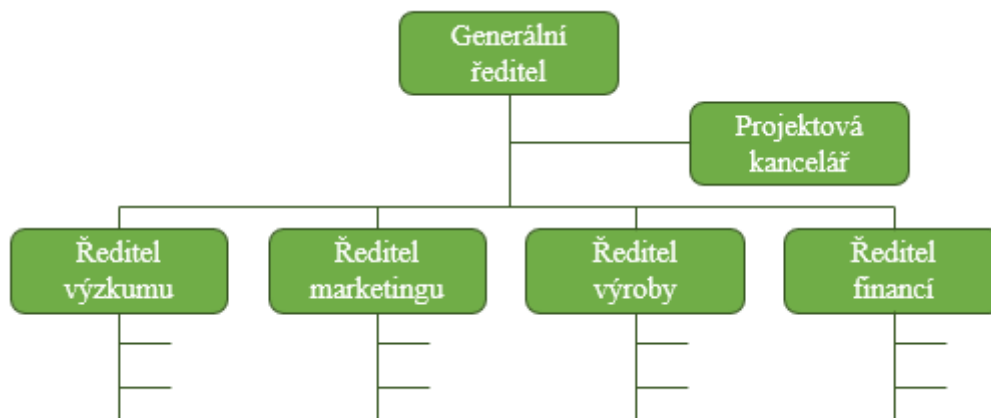 Generální
ředitel
Projektová
kancelář
Ředitel
výzkumu
Ředitel
marketingu
Ředitel
výroby
Ředitel
financí